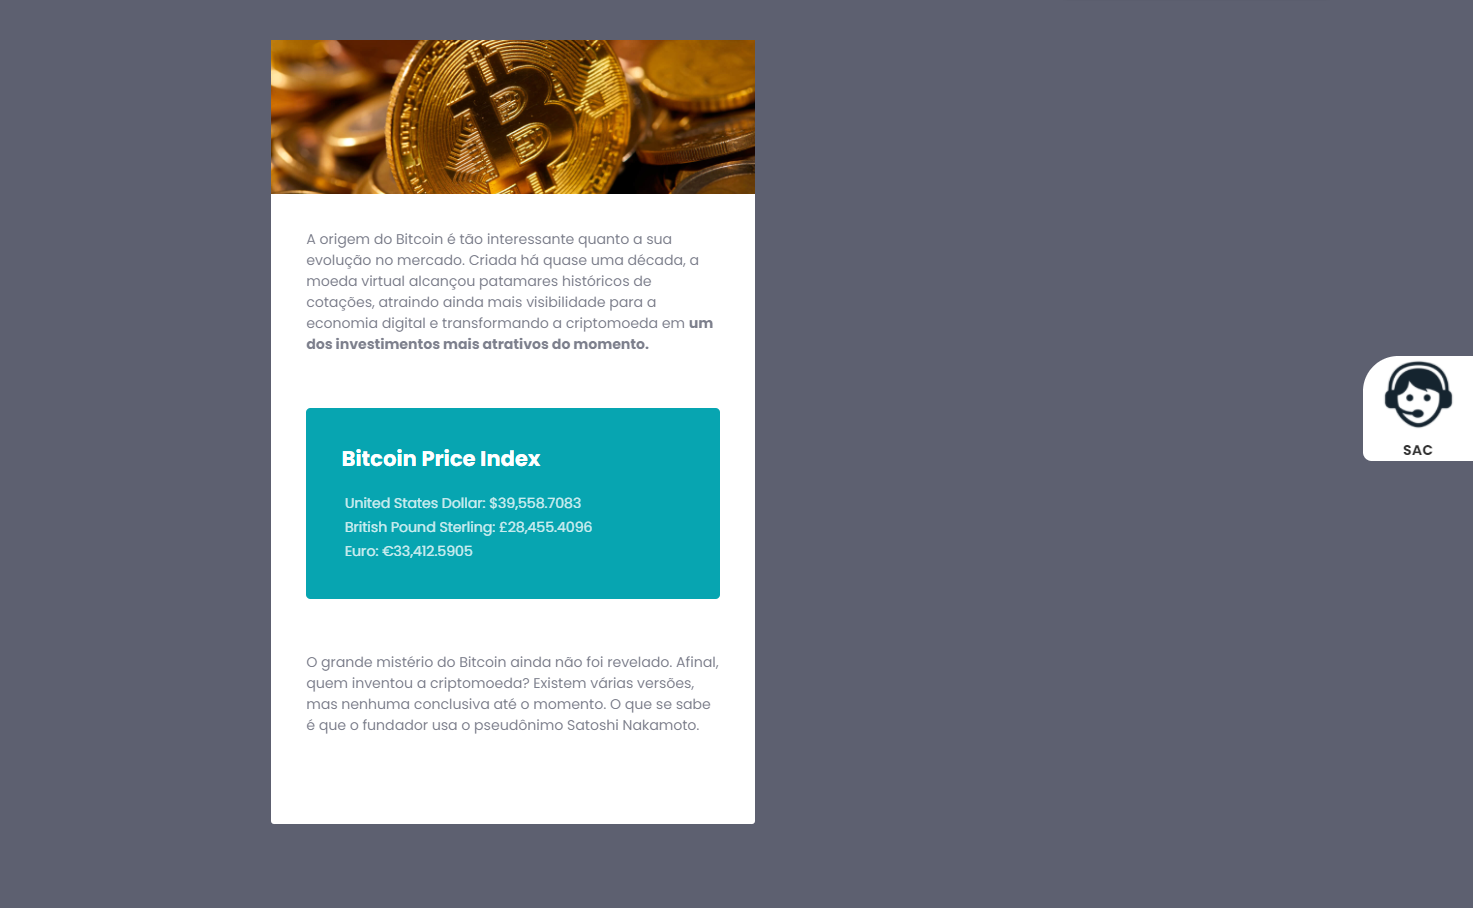 A origem do Bitcoin é tão interessante quanto a sua
evolução no mercado. Criada há quase uma década, a
moeda virtual alcançou patamares históricos de
cotações, atraindo ainda mais visibilidade para a
economia digital e transformando a criptomoeda em um
dos investimentos mais atrativos do momento.
Bitcoin Price Index
United States Dollar: $39,558.7083
British Pound Sterling: £28,455.4096
Euro: €33,412.5905
O grande mistério do Bitcoin ainda não foi revelado. Afinal,
quem inventou a criptomoeda? Existem várias versões,
mas nenhuma conclusiva até o momento. O que se sabe
é que o fundador usa o pseudônimo Satoshi Nakamoto.
SAC